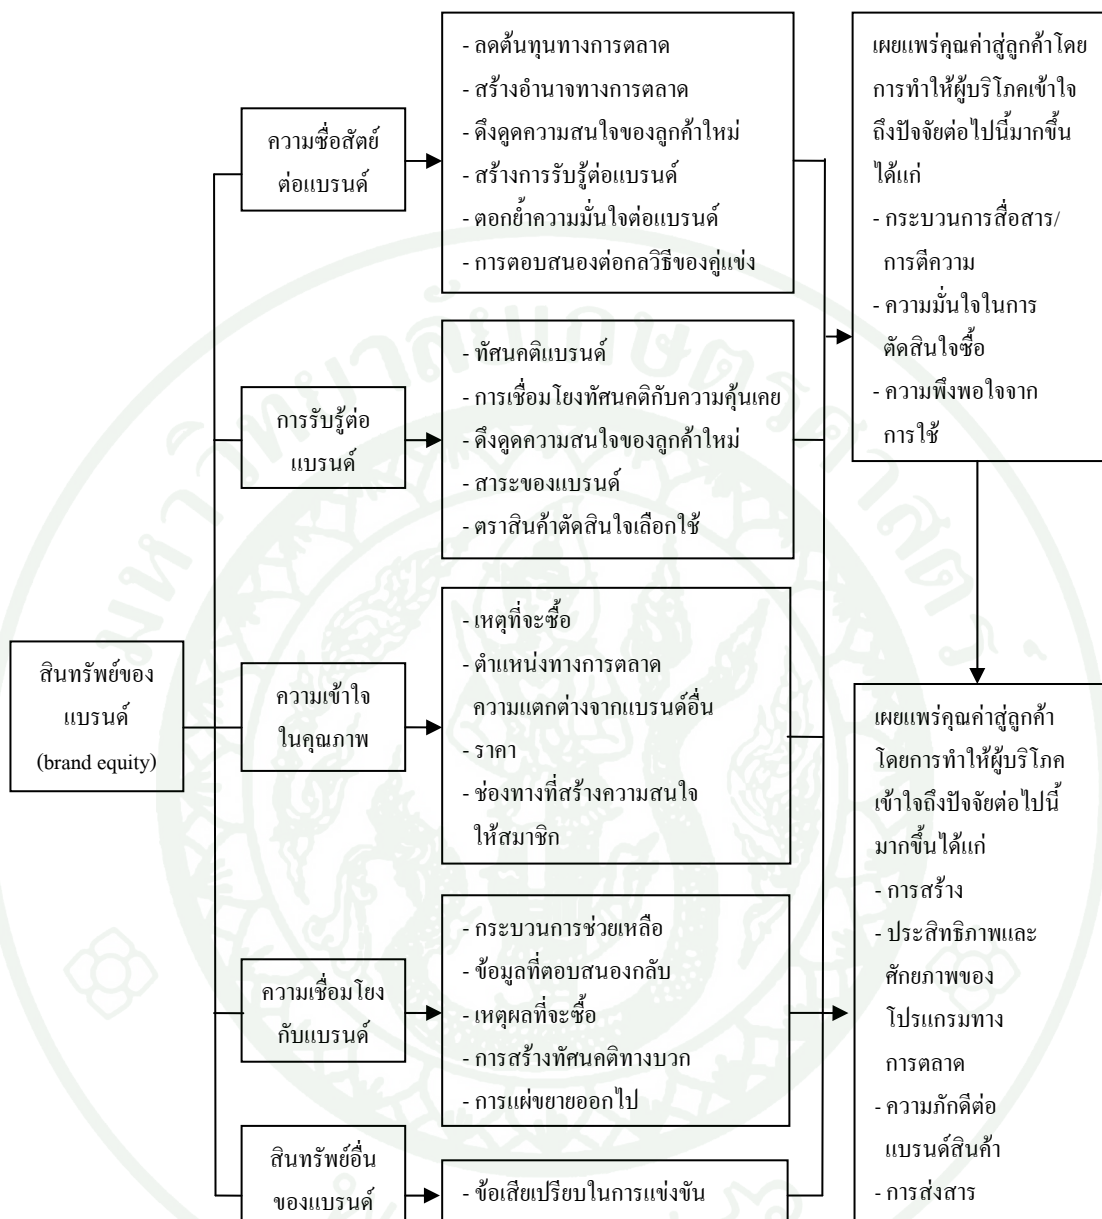 สินทรัพย์ของ
แบรนด์
(brand equity)
ความซื่อสัตย์
ต่อแบรนด์
- ลดต้นทุนทางการตลาด
- สร้างอำนาจทางการตลาด
- ดึงดูดความสนใจของลูกค้าใหม่
- สร้างการรับรู้ต่อแบรนด์
- ตอกย้ำความมั่นใจต่อแบรนด์
- การตอบสนองต่อกลวิธีของคู่แข่ง
การรับรู้ต่อ
แบรนด์
- ทัศนคติแบรนด์
- การเชื่อมโยงทัศนคติกับความคุ้นเคย
- ดึงดูดความสนใจของลูกค้าใหม่
- สาระของแบรนด์
- ตราสินค้าตัดสินใจเลือกใช้
ความเข้าใจ
ในคุณภาพ
- เหตุที่จะซื้อ
- ตำแหน่งทางการตลาด
ความแตกต่างจากแบรนด์อื่น
- ราคา
- ช่องทางที่สร้างความสนใจ
ให้สมาชิก
ความเชื่อมโยง
กับแบรนด์
- กระบวนการช่วยเหลือ
- ข้อมูลที่ตอบสนองกลับ
- เหตุผลที่จะซื้อ
- การสร้างทัศนคติทางบวก
- การแผ่ขยายออกไป
สินทรัพย์อื่น
ของแบรนด์
- ข้อเสียเปรียบในการแข่งขัน
เผยแพร่คุณค่าสู่ลูกค้าโดย
การทำให้ผู้บริโภคเข้าใจ
ถึงปัจจัยต่อไปนี้มากขึ้น
ได้แก่
- กระบวนการสื่อสาร/
การตีความ
- ความมั่นใจในการ
ตัดสินใจซื้อ
- ความพึงพอใจจาก
การใช้
เผยแพร่คุณค่าสู่ลูกค้า
โดยการทำให้ผู้บริโภค
เข้าใจถึงปัจจัยต่อไปนี้
มากขึ้นได้แก่
- การสร้าง
- ประสิทธิภาพและ
ศักยภาพของ
โปรแกรมทาง
การตลาด
- ความภักดีต่อ
แบรนด์สินค้า
- การส่งสาร
มหาวิทยาลัยเกษตรศาสตร์